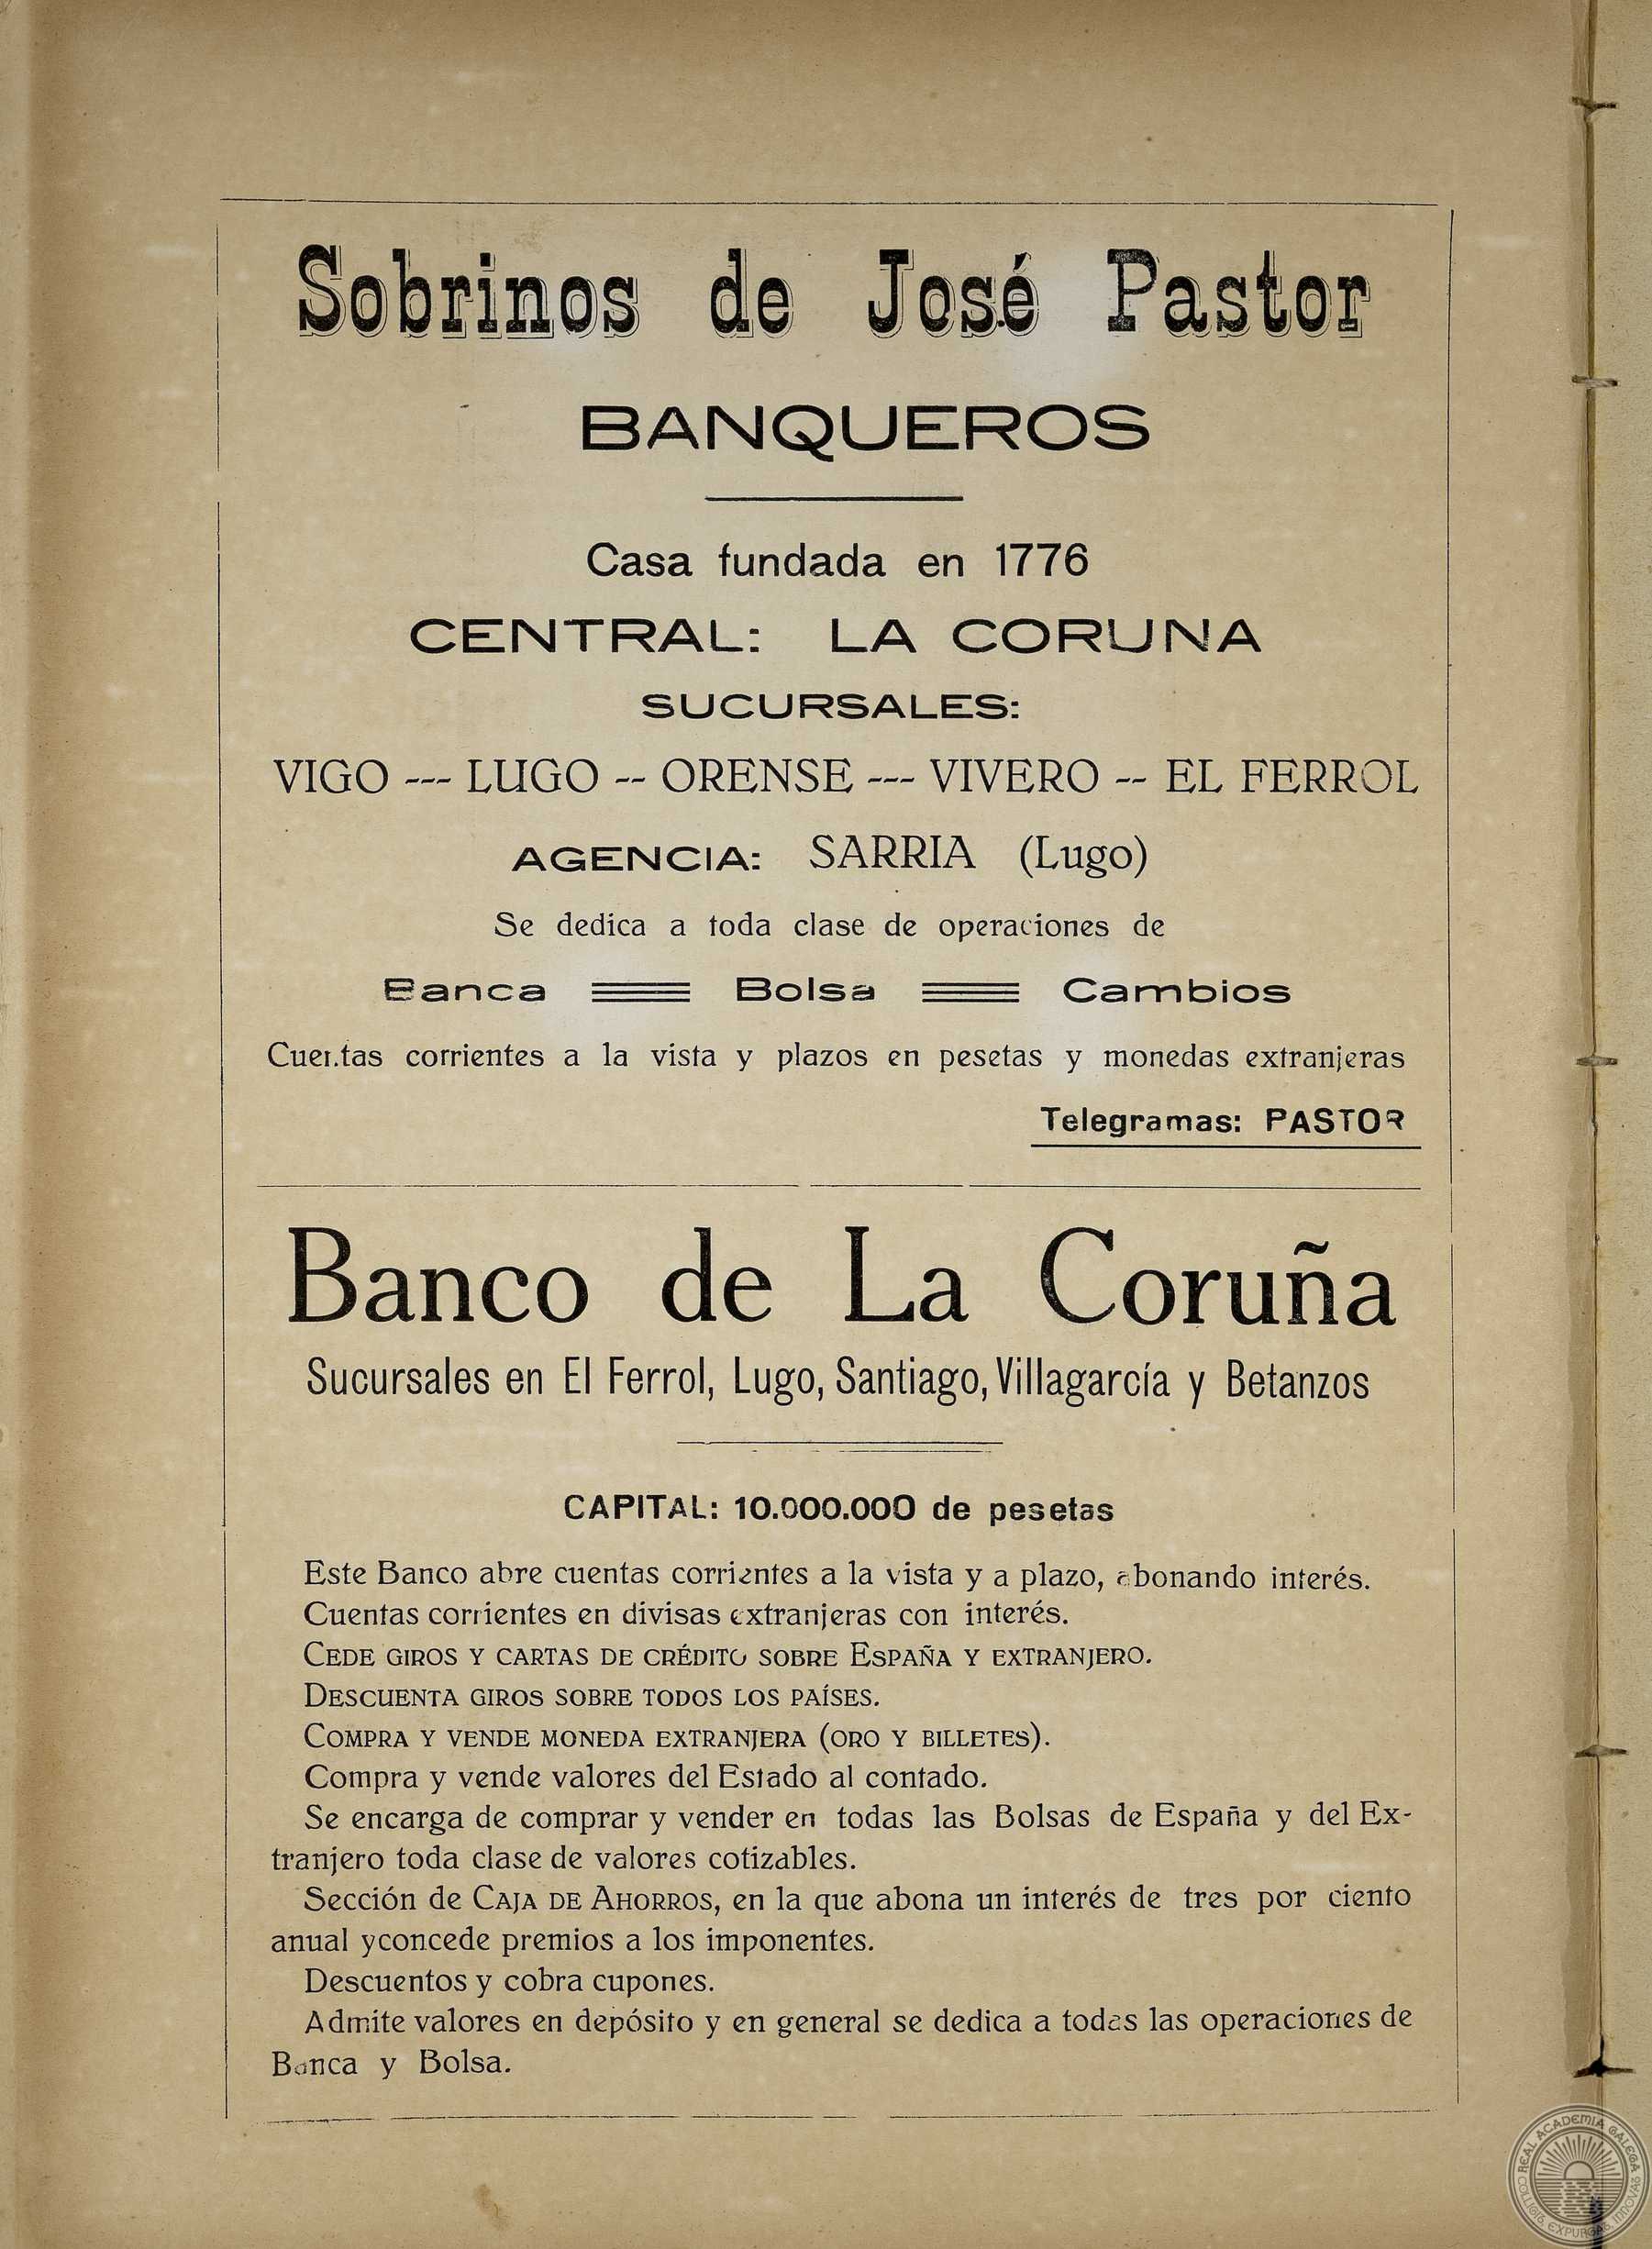 Sobrinos de José Pastor
BANQUEROS
Casa fundada en 1776
CENTRAL: LA CORUNA
SUCURSALES:
VIGO --- LUGO -- ORENSE --- VIVERO -- EL FERROL
AGENCIA: SARRIA (Lugo)
Se dedica a toda clase de operaciones de
Banca Bolsa Cambios
Cuentas corrientes a la vista y plazos en pesetas y monedas extranjeras
Telegramas: PASTOR
Banco de La Coruña
Sucursales en El Ferrol, Lugo, Santiago, Villagarcía y Betanzos
CAPITAL: 10.000.000 de pesetas
Este Banco abre cuentas corrientes a la vista y a plazo, abonando interés.
Cuentas corrientes en divisas extranjeras con interés.
CEDE GIROS Y CARTAS DE CRÉDITO SOBRE ESPAÑA Y EXTRANJERO.
DESCUENTA GIROS SOBRE TODOS LOS PAÍSES.
COMPRA Y VENDE MONEDA EXTRANJERA (ORO Y BILLETES).
Compra y vende valores del Estado al contado.
Se encarga de comprar y vender en todas las Bolsas de España y del Ex-
tranjero toda clase de valores cotizables.
Sección de CAJA DE AHORROS, en la que abona un interés de tres por ciento
anual yconcede premios a los imponentes.
Descuentos y cobra cupones.
Admite valores en depósito y en general se dedica a todas las operaciones de
Banca y Bolsa.
REAL ACADEMIA GALEGA
COLLIGIT, EXPURGAT, INNOVAT